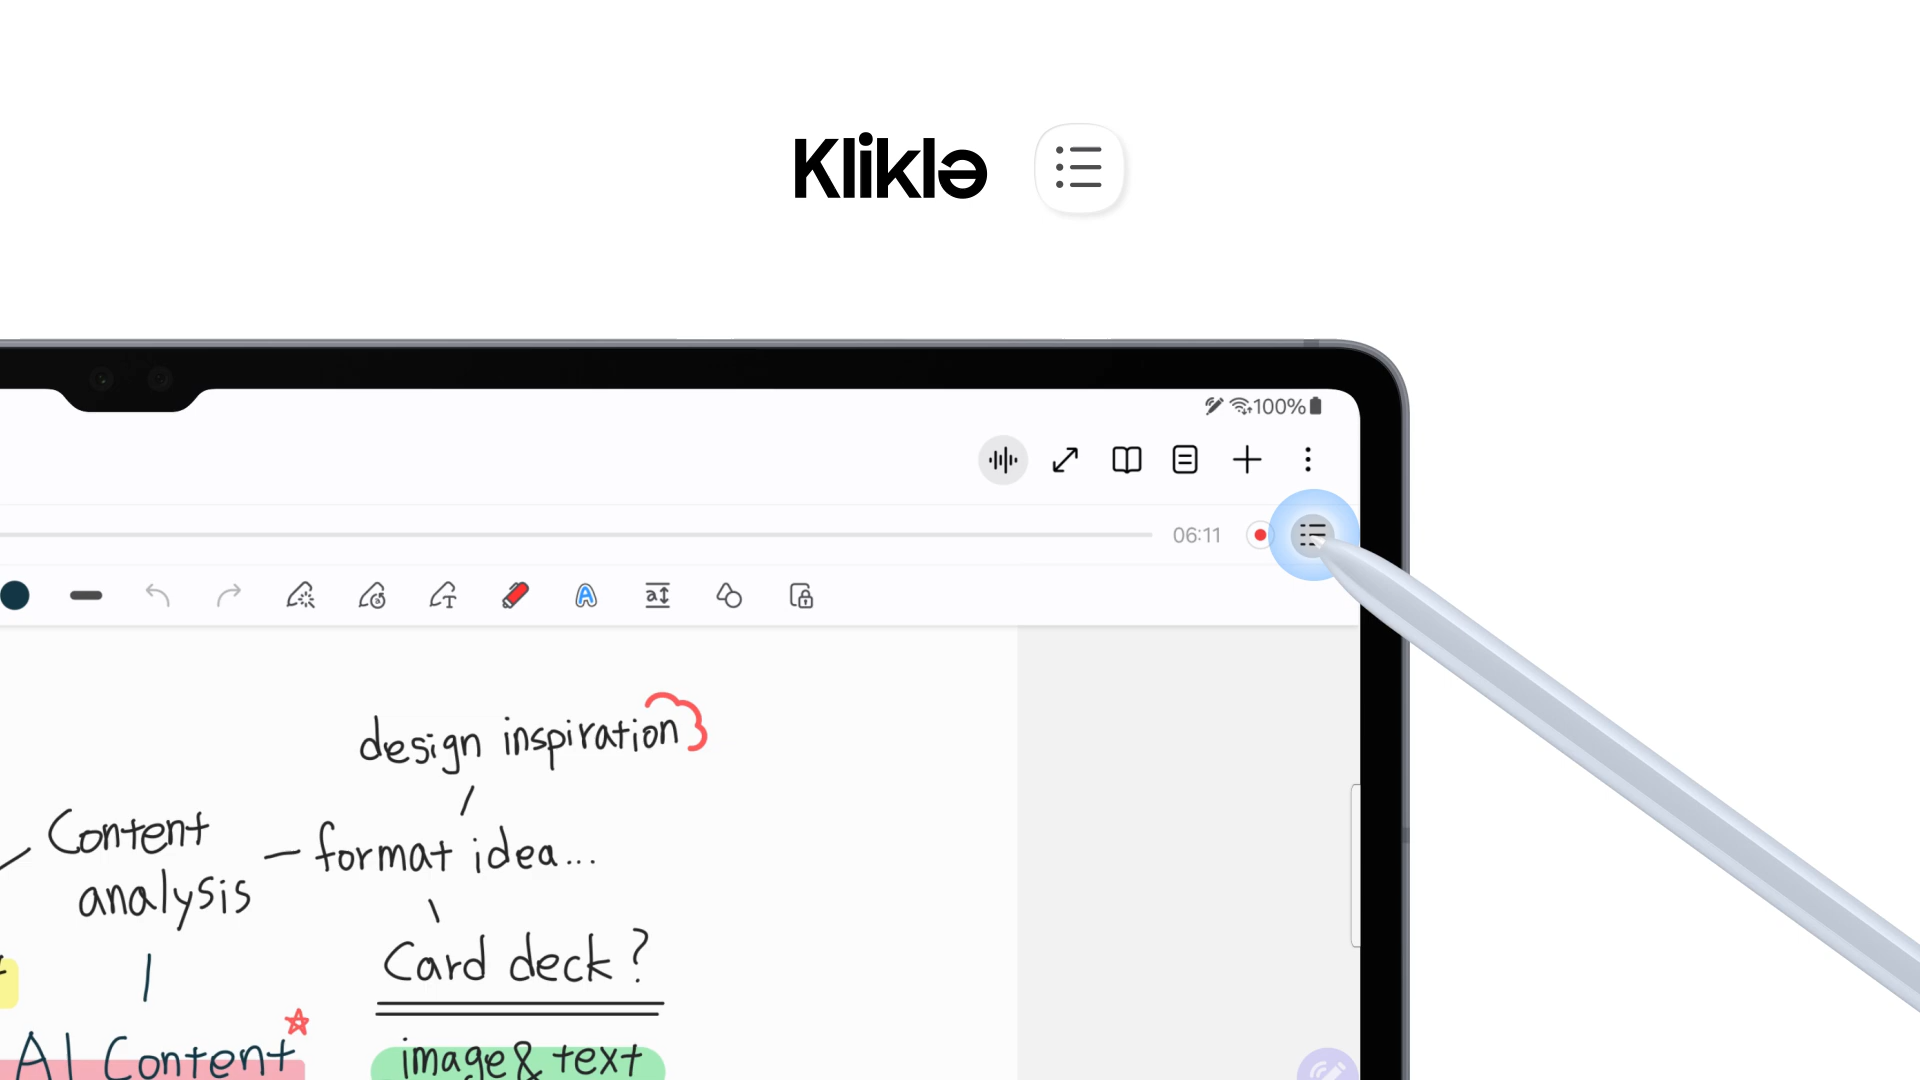 Kliklə
100%
06:11
design inspiration
Content
analysis
format idea...
Card deck?
AI Content
image & text